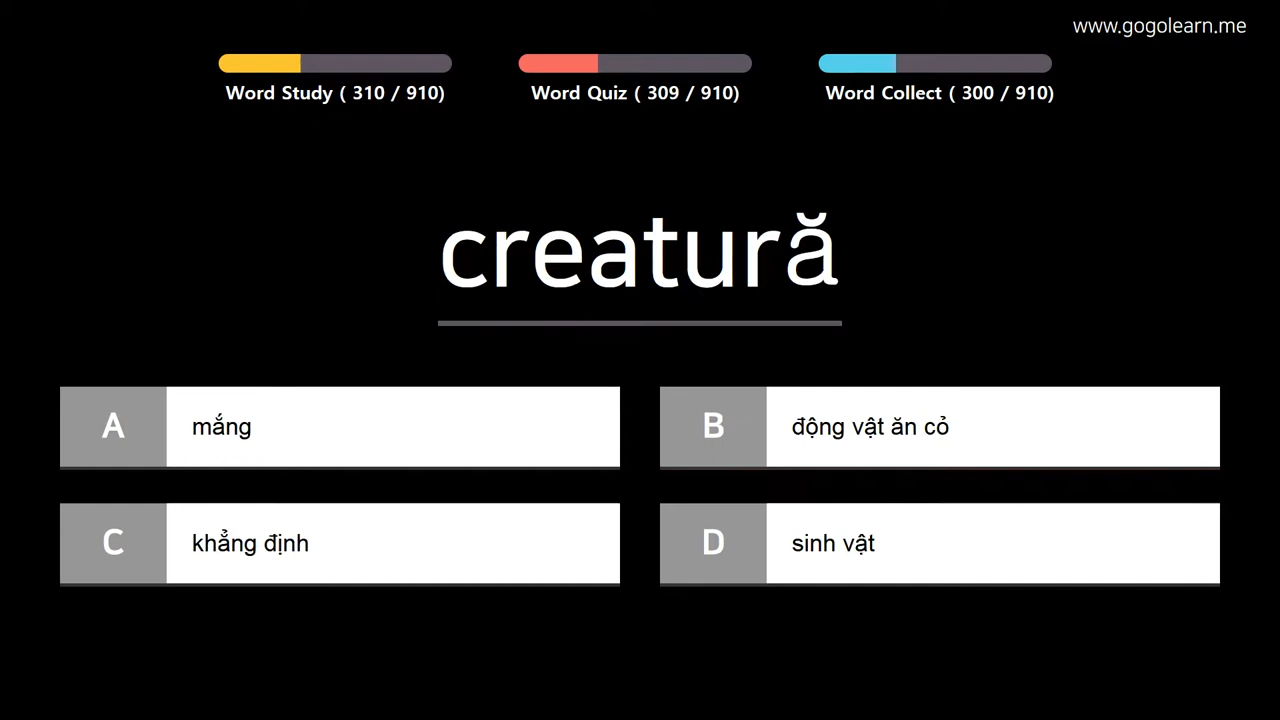 www.gogolearn.me
Word Study ( 310 / 910)
Word Quiz ( 309 / 910)
Word Collect ( 300 / 910)
creatură
A mắng
B động vật ăn cỏ
C khẳng định
D sinh vật